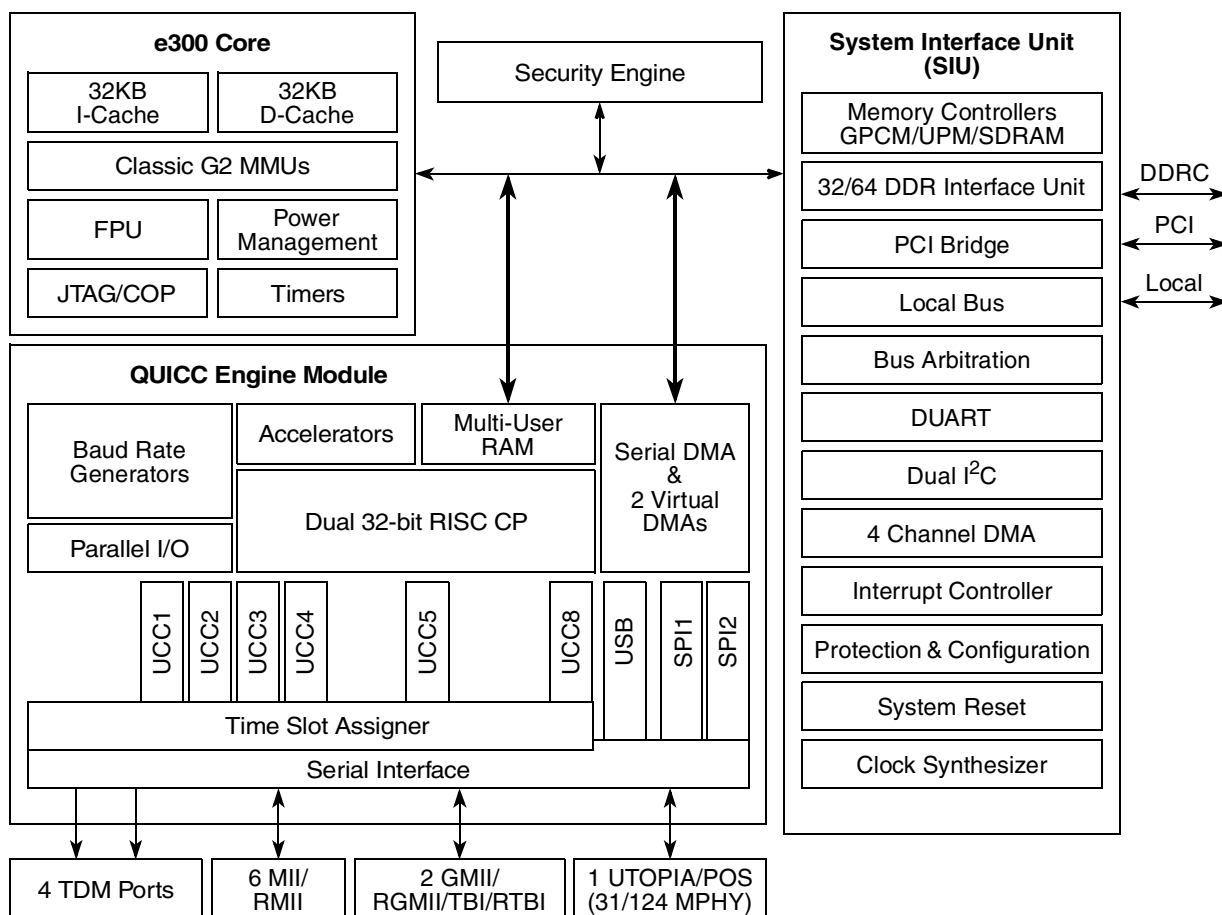 e300 Core
32KB
I-Cache
32KB
D-Cache
Classic G2 MMUs
FPU
Power
Management
JTAG/COP
Timers
Security Engine
System Interface Unit
(SIU)
Memory Controllers
GPCM/UPM/SDRAM
32/64 DDR Interface Unit
PCI Bridge
Local Bus
Bus Arbitration
DUART
Dual I²C
4 Channel DMA
Interrupt Controller
Protection & Configuration
System Reset
Clock Synthesizer
DDRC
PCI
Local
QUICC Engine Module
Baud Rate
Generators
Parallel I/O
Accelerators
Multi-User
RAM
Dual 32-bit RISC CP
Serial DMA
&
2 Virtual
DMAs
UCC1
UCC2
UCC3
UCC4
UCC5
UCC8
USB
SPI1
SPI2
Time Slot Assigner
Serial Interface
4 TDM Ports
6 MII/
RMII
2 GMII/
RGMII/TBI/RTBI
1 UTOPIA/POS
(31/124 MPHY)